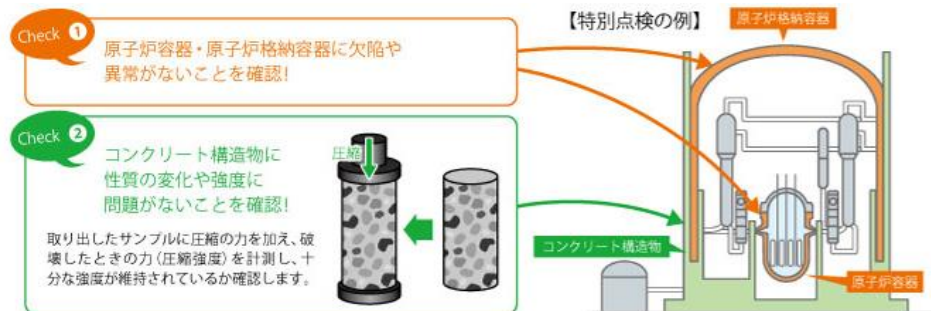 Check 1
原子炉容器・原子炉格納容器に欠陥や
異常がないことを確認!
Check 2
コンクリート構造物に
性質の変化や強度に
問題がないことを確認!
取り出したサンプルに圧縮の力を加え、破
壊したときの力(圧縮強度)を計測し、十
分な強度が維持されているか確認します。
圧縮
【特別点検の例】
原子炉格納容器
コンクリート構造物
原子炉容器